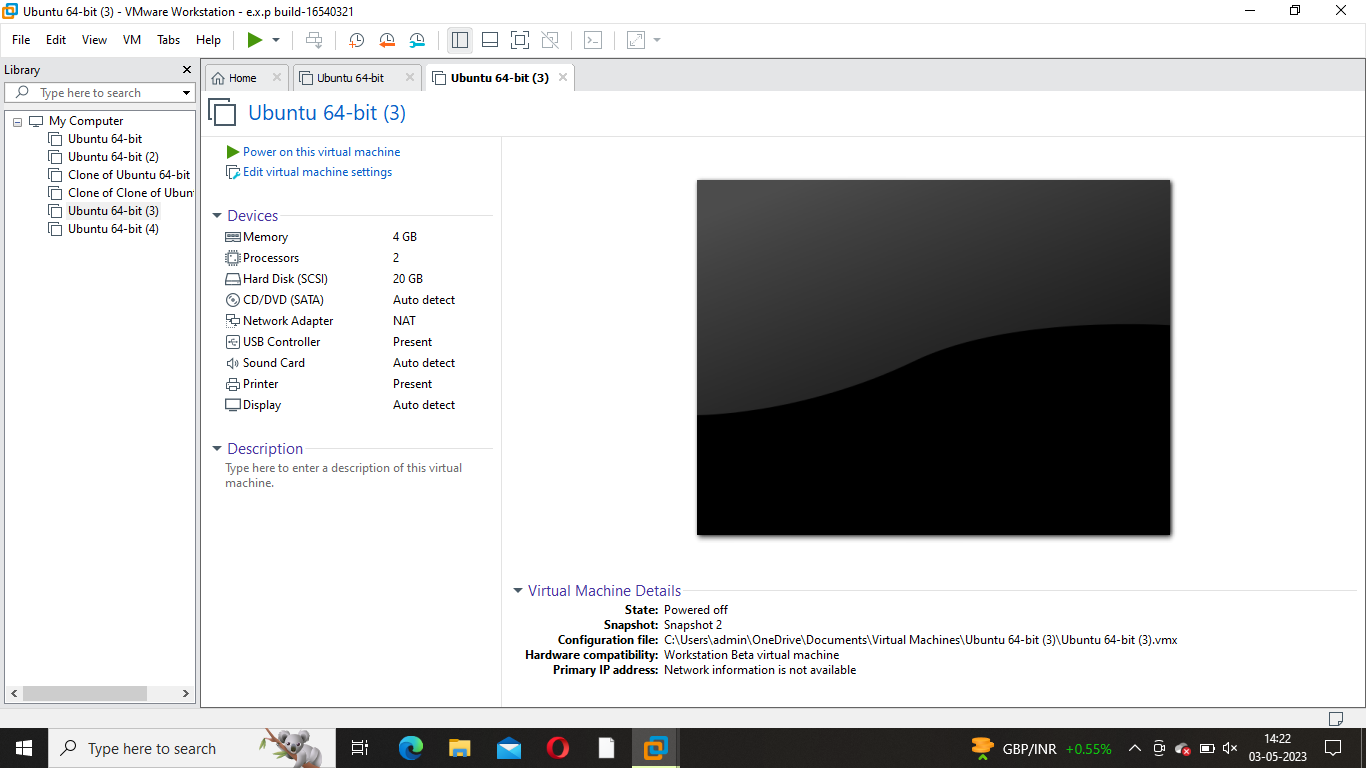 Ubuntu 64-bit (3) - VMware Workstation - e.x.p build-16540321
File Edit View VM Tabs Help
Library
Type here to search
My Computer
Ubuntu 64-bit
Ubuntu 64-bit (2)
Clone of Ubuntu 64-bit
Clone of Clone of Ubun
Ubuntu 64-bit (3)
Ubuntu 64-bit (4)
Home
Ubuntu 64-bit
Ubuntu 64-bit (3)
Ubuntu 64-bit (3)
Power on this virtual machine
Edit virtual machine settings
Devices
Memory 4 GB
Processors 2
Hard Disk (SCSI) 20 GB
CD/DVD (SATA) Auto detect
Network Adapter NAT
USB Controller Present
Sound Card Auto detect
Printer Present
Display Auto detect
Description
Type here to enter a description of this virtual
machine.
Virtual Machine Details
State: Powered off
Snapshot: Snapshot 2
Configuration file: C:\Users\admin\OneDrive\Documents\Virtual Machines\Ubuntu 64-bit (3)\Ubuntu 64-bit (3).vmx
Hardware compatibility: Workstation Beta virtual machine
Primary IP address: Network information is not available
Type here to search
GBP/INR +0.55%
14:22
03-05-2023